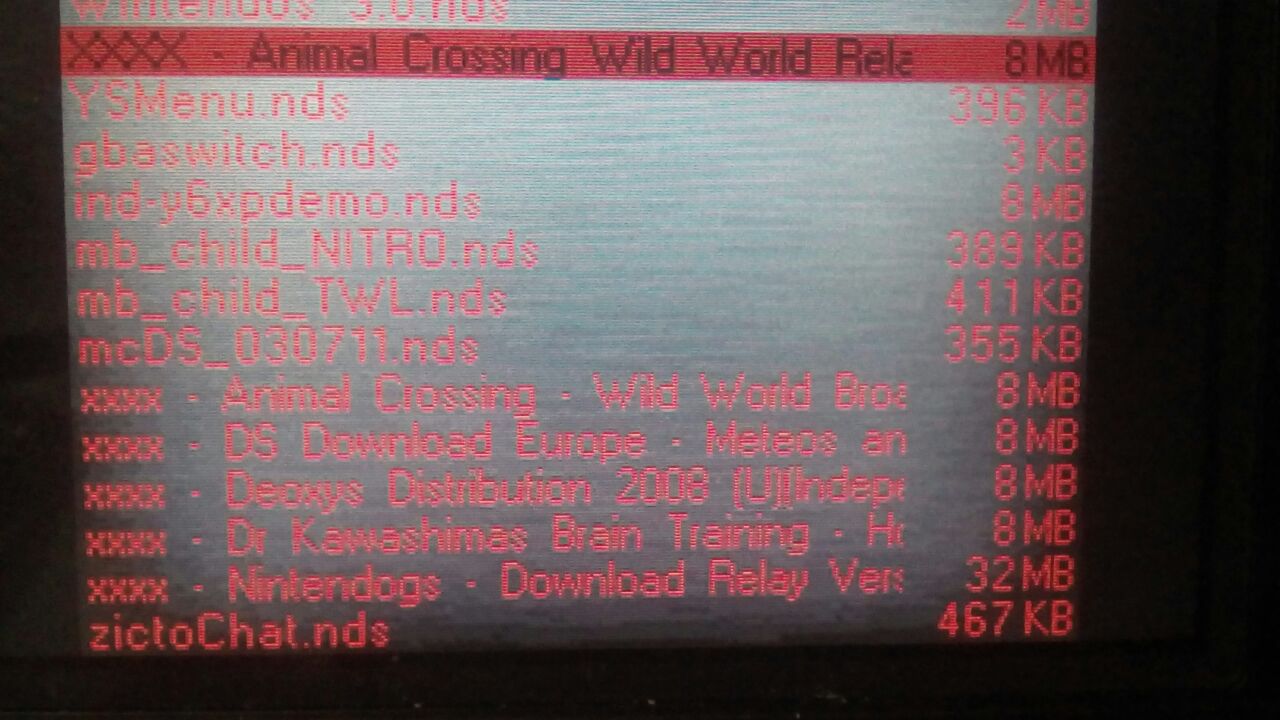 Wintendos 3.0.nds 2 MB
XXXX - Animal Crossing Wild World Rela 8 MB
YSMenu.nds 396 KB
gbaswitch.nds 3 KB
ind-y6xpdemo.nds 8 MB
mb_child_NITRO.nds 389 KB
mb_child_TWL.nds 411 KB
mcDS_030711.nds 355 KB
xxxx - Animal Crossing - Wild World Broa 8 MB
xxxx - DS Download Europe - Meteos an 8 MB
xxxx - Deoxys Distribution 2008 (U)[Indepe 8 MB
xxxx - Dr Kawashimas Brain Training - Ho 8 MB
xxxx - Nintendogs - Download Relay Vers 32 MB
zictoChat.nds 467 KB